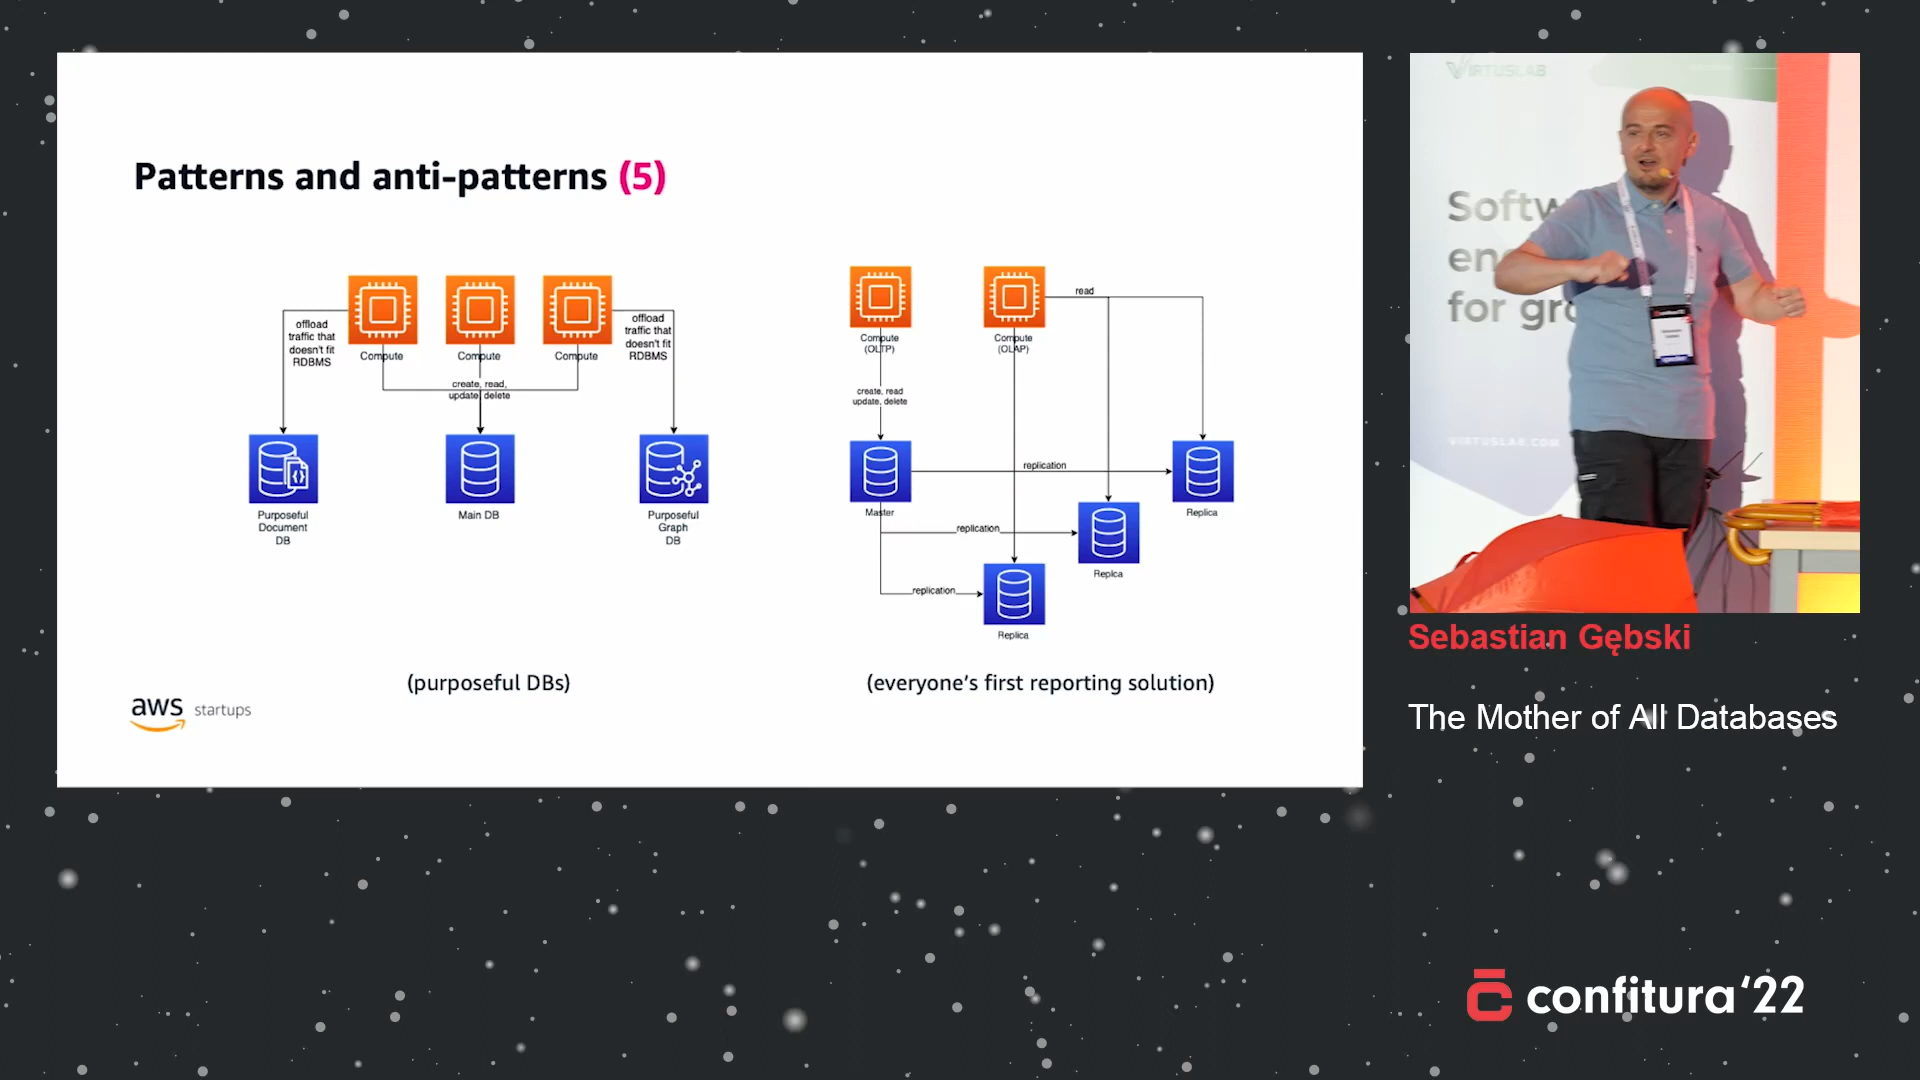 Patterns and anti-patterns (5)
offload
traffic that
doesn't fit
RDBMS
Compute
Compute
Compute
offload
traffic that
doesn't fit
RDBMS
create, read,
update, delete
Purposeful
Document
DB
Main DB
Purposeful
Graph
DB
(purposeful DBs)
Compute
(OLTP)
Compute
(OLAP)
read
create, read
update, delete
replication
Master
Replica
replication
Replca
replication
Replica
(everyone's first reporting solution)
aws startups
VIRTUSLAB
Softw
en
for gr
VIRTUSLAB.COM
Sebastian Gębski
The Mother of All Databases
confitura '22